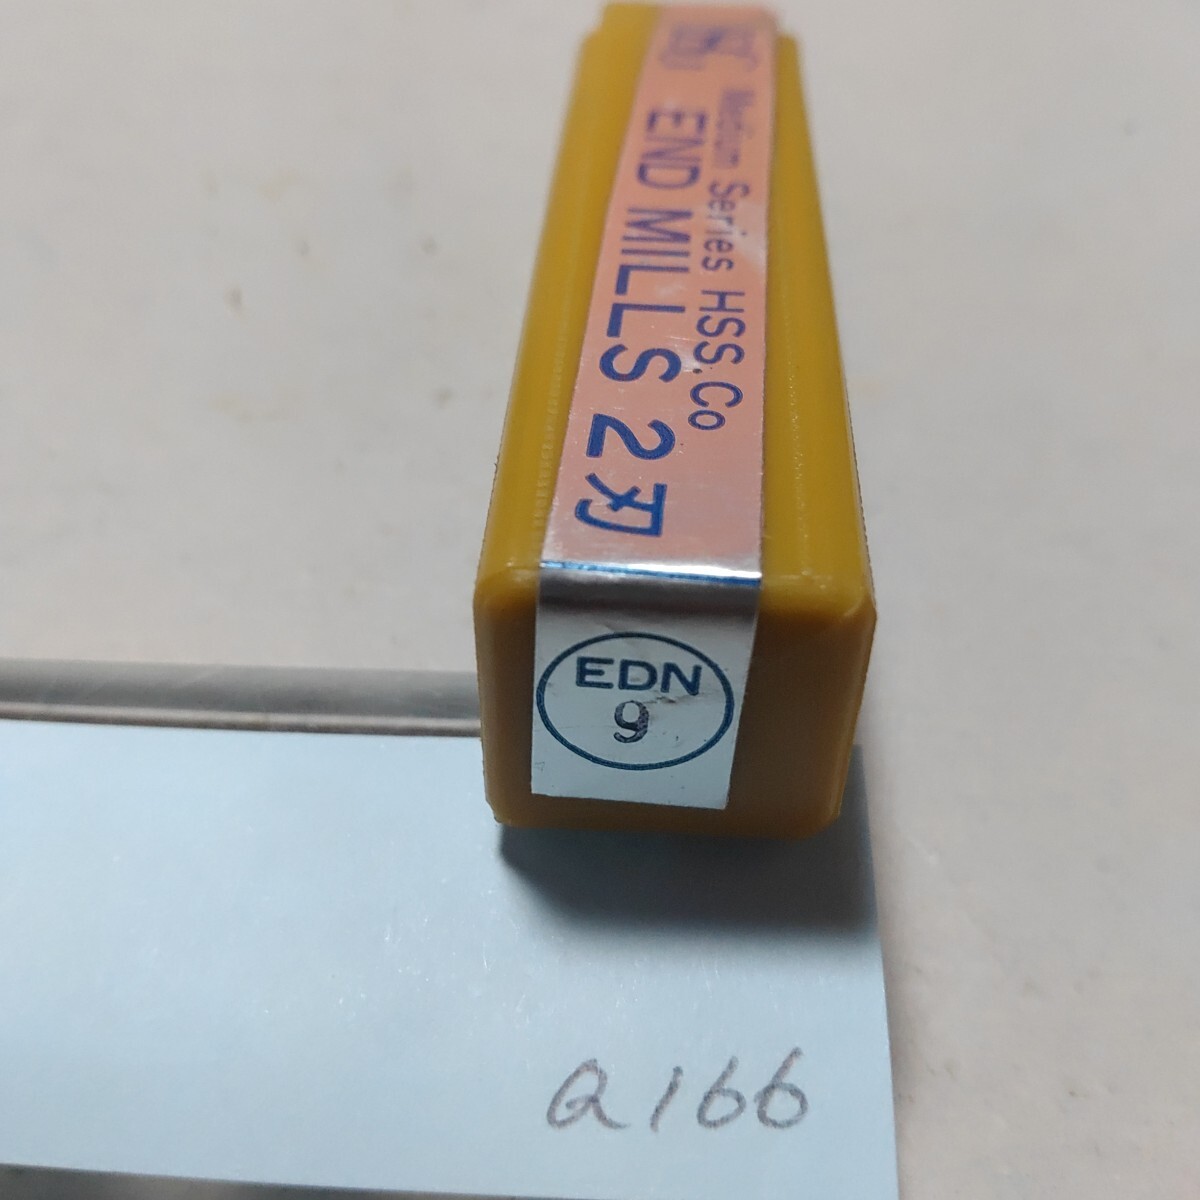 Medium Series HSS.Co
END MILLS 2刃
EDN
9
Q166